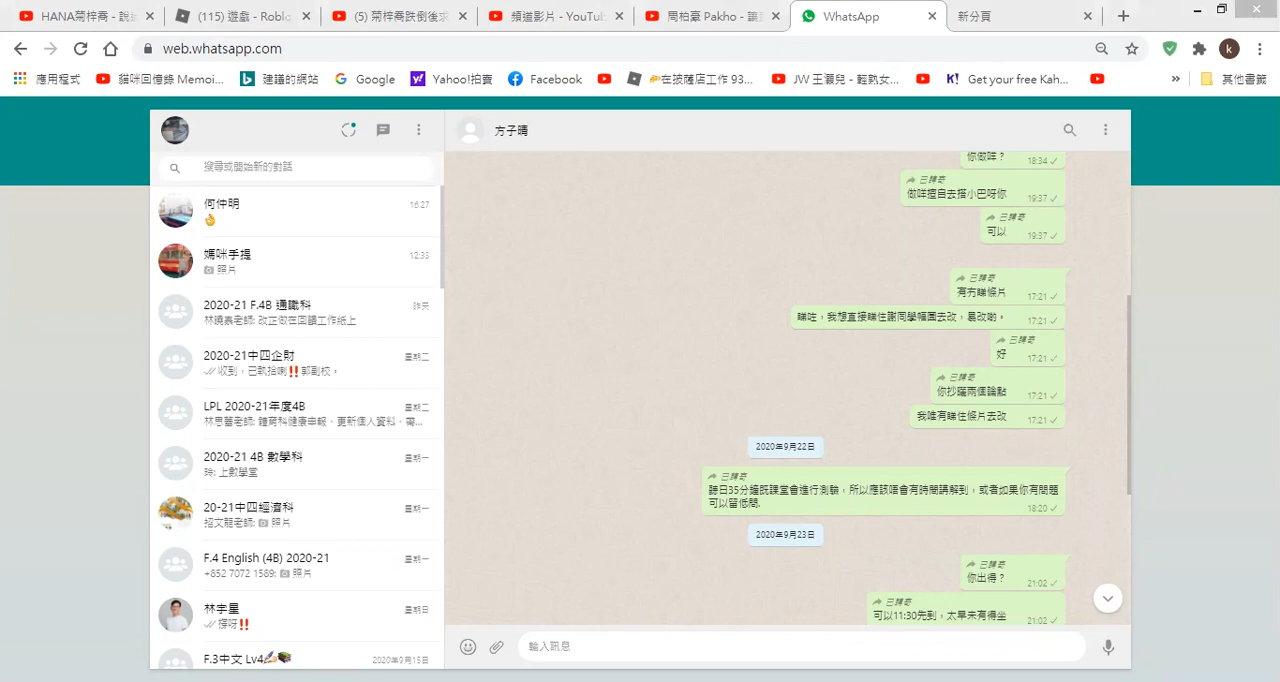 HANA菊梓喬 - 說
(115) 遊戲 - Roblo
(5) 菊梓喬跌倒後求
頻道影片 - YouTub
周柏豪 Pakho -
WhatsApp
新分頁
web.whatsapp.com
k
應用程式
貓咪回憶錄 Memoi...
建議的網站
Google
Yahoo!拍賣
Facebook
在披薩店工作 93...
JW 王灝兒 - 輕熟女...
Get your free Kah...
»
其他書籤
搜尋或開始新的對話
何仲明
16:27
👌
媽咪手提
12:33
照片
2020-21 F.4B 通識科
昨天
林曉嘉老師: 改正做在回饋工作紙上
2020-21中四企財
星期二
收到，已執拾喇‼️郭副校。
LPL 2020-21年度4B
星期二
林思蕾老師: 體育科健康申報、更新個人資料、
2020-21 4B 數學科
星期一
玲: 上數學堂
20-21中四經濟科
星期一
招文龍老師: 照片
F.4 English (4B) 2020-21
星期一
+852 7072 1589: 照片
林宇星
星期日
‼️
F.3中文 Lv4✍🏻📚
2020年9月15日
方子晴
你做咩？
18:34
已轉寄
做咩擅自去搭小巴呀你
19:37
已轉寄
可以
19:37
已轉寄
有冇睇條片
17:21
睇咗，我想直接睇住謝同學幅圖去改，易改啲。
17:21
已轉寄
好
17:21
已轉寄
你抄蹤兩個論點
17:21
我唯有睇住條片去改
17:21
2020年9月22日
已轉寄
聽日35分鐘既課堂會進行測驗，所以應該唔會有時間講解到，或者如果你有問題
可以留低問.
18:20
2020年9月23日
已轉寄
你出得？
21:02
已轉寄
可以11:30先到，太早未有得坐
21:02
輸入訊息